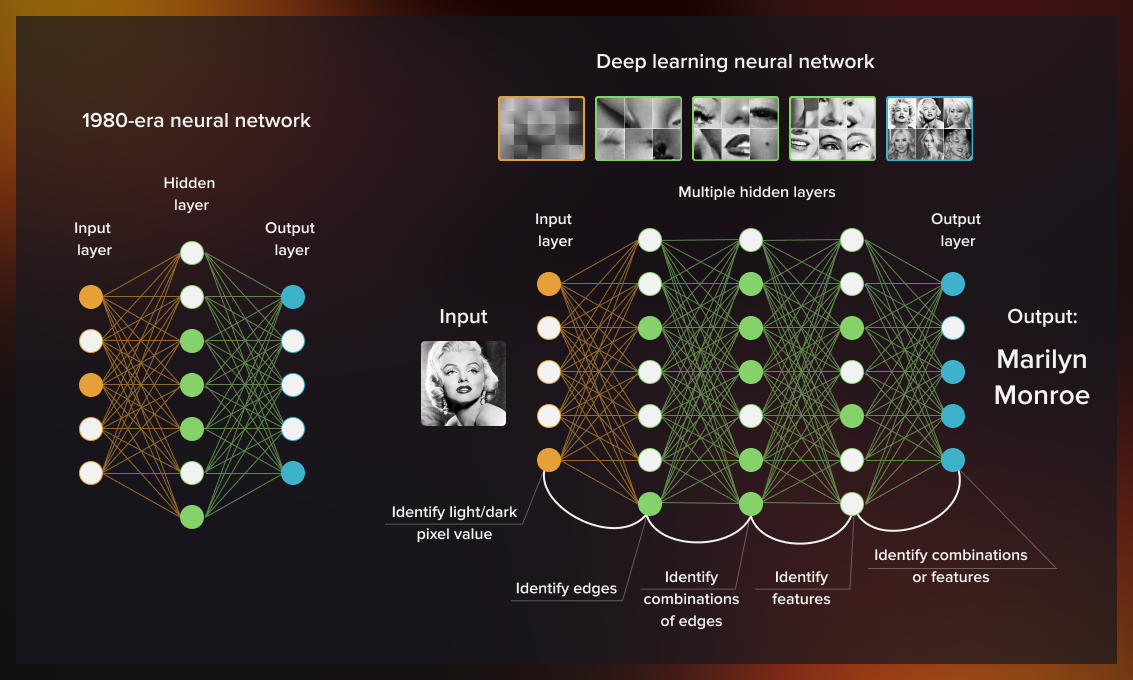 1980-era neural network
Hidden
layer
Input
layer
Output
layer
Deep learning neural network
Multiple hidden layers
Input
layer
Output
layer
Input
Output:
Marilyn
Monroe
Identify light/dark
pixel value
Identify edges
Identify
combinations
of edges
Identify
features
Identify combinations
or features